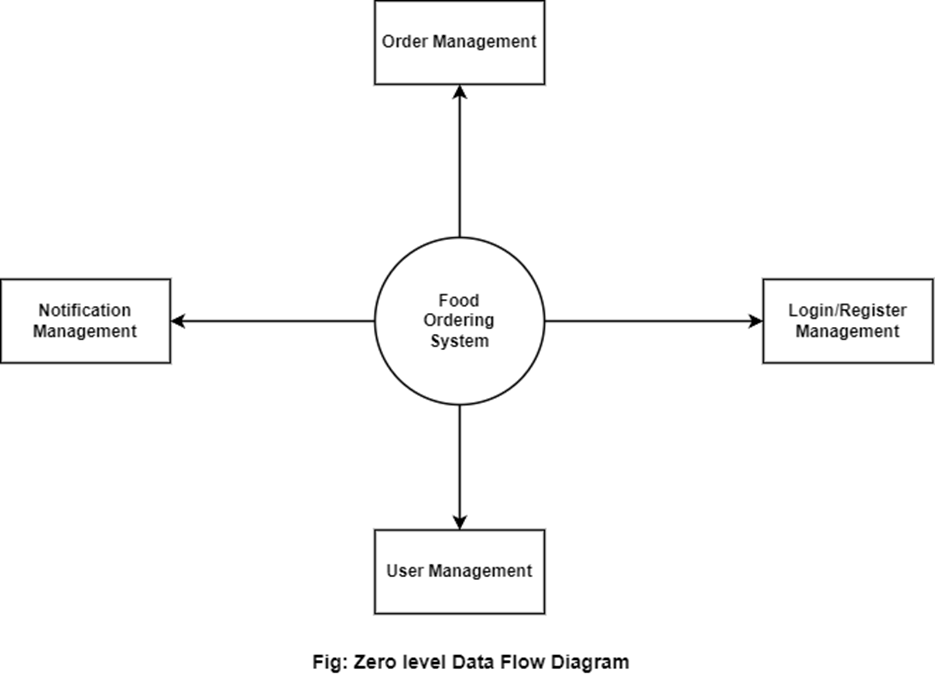 Order Management
Notification
Management
Food
Ordering
System
Login/Register
Management
User Management
Fig: Zero level Data Flow Diagram